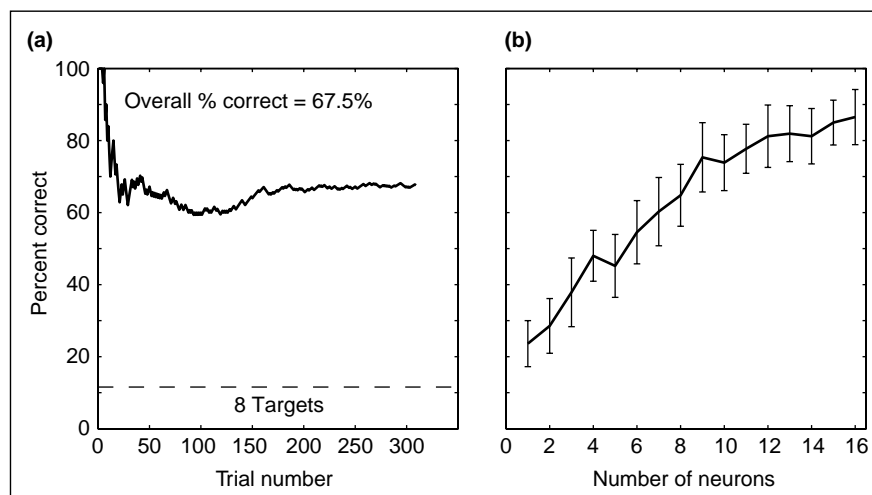 (a)
Percent correct
100
80
60
40
20
0
Overall % correct = 67.5%
8 Targets
0 50 100 150 200 250 300
Trial number
(b)
0 2 4 6 8 10 12 14 16
Number of neurons